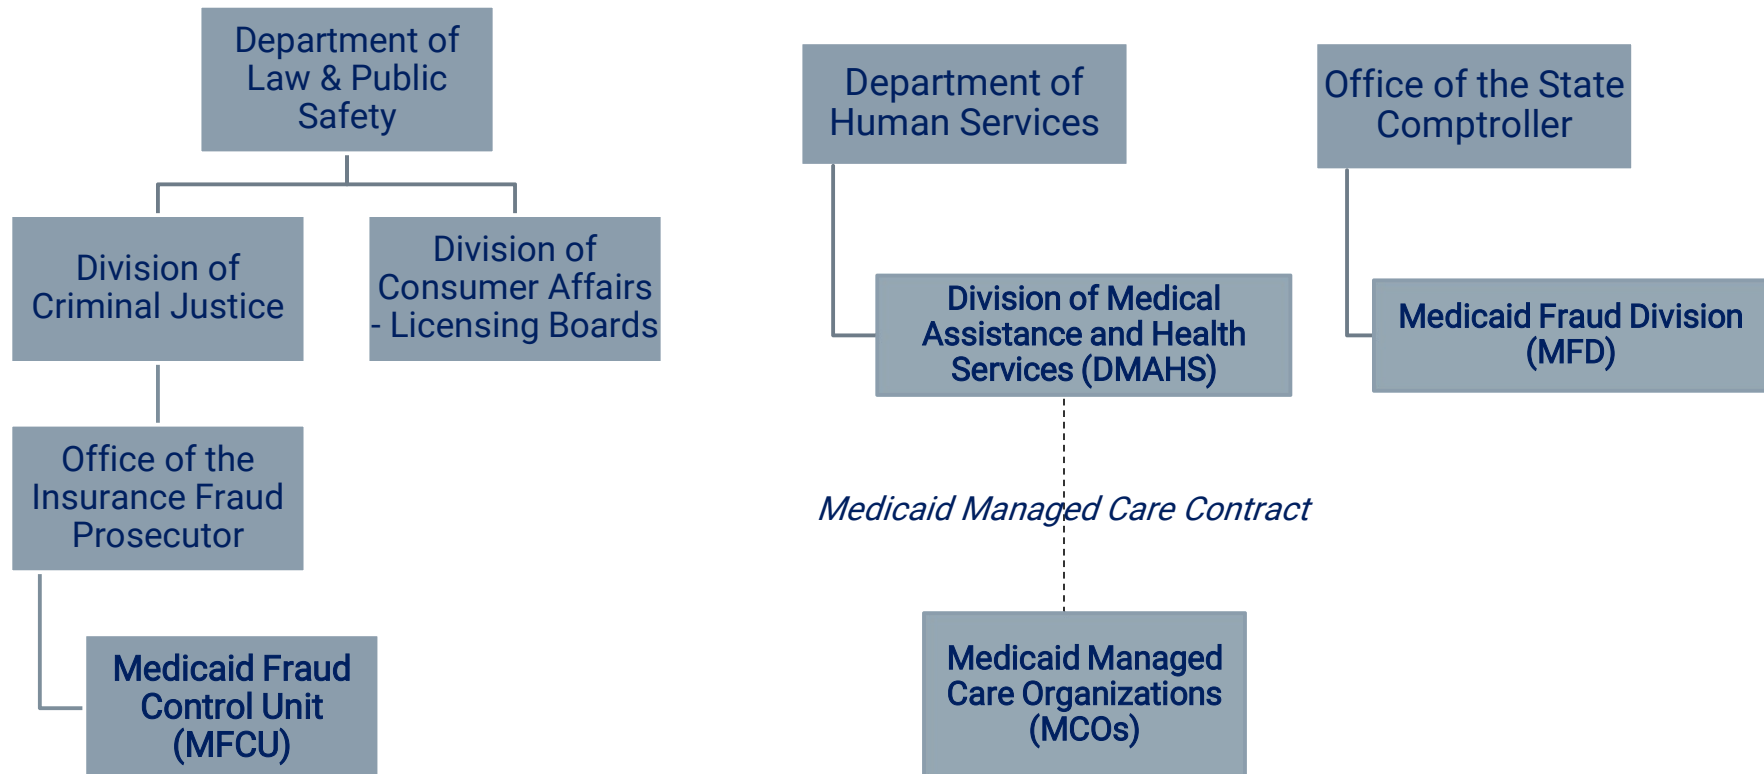 Department of
Law & Public
Safety
Division of
Criminal Justice
Division of
Consumer Affairs
- Licensing Boards
Office of the
Insurance Fraud
Prosecutor
Medicaid Fraud
Control Unit
(MFCU)
Department of
Human Services
Division of Medical
Assistance and Health
Services (DMAHS)
Medicaid Managed Care Contract
Medicaid Managed
Care Organizations
(MCOs)
Office of the State
Comptroller
Medicaid Fraud Division
(MFD)